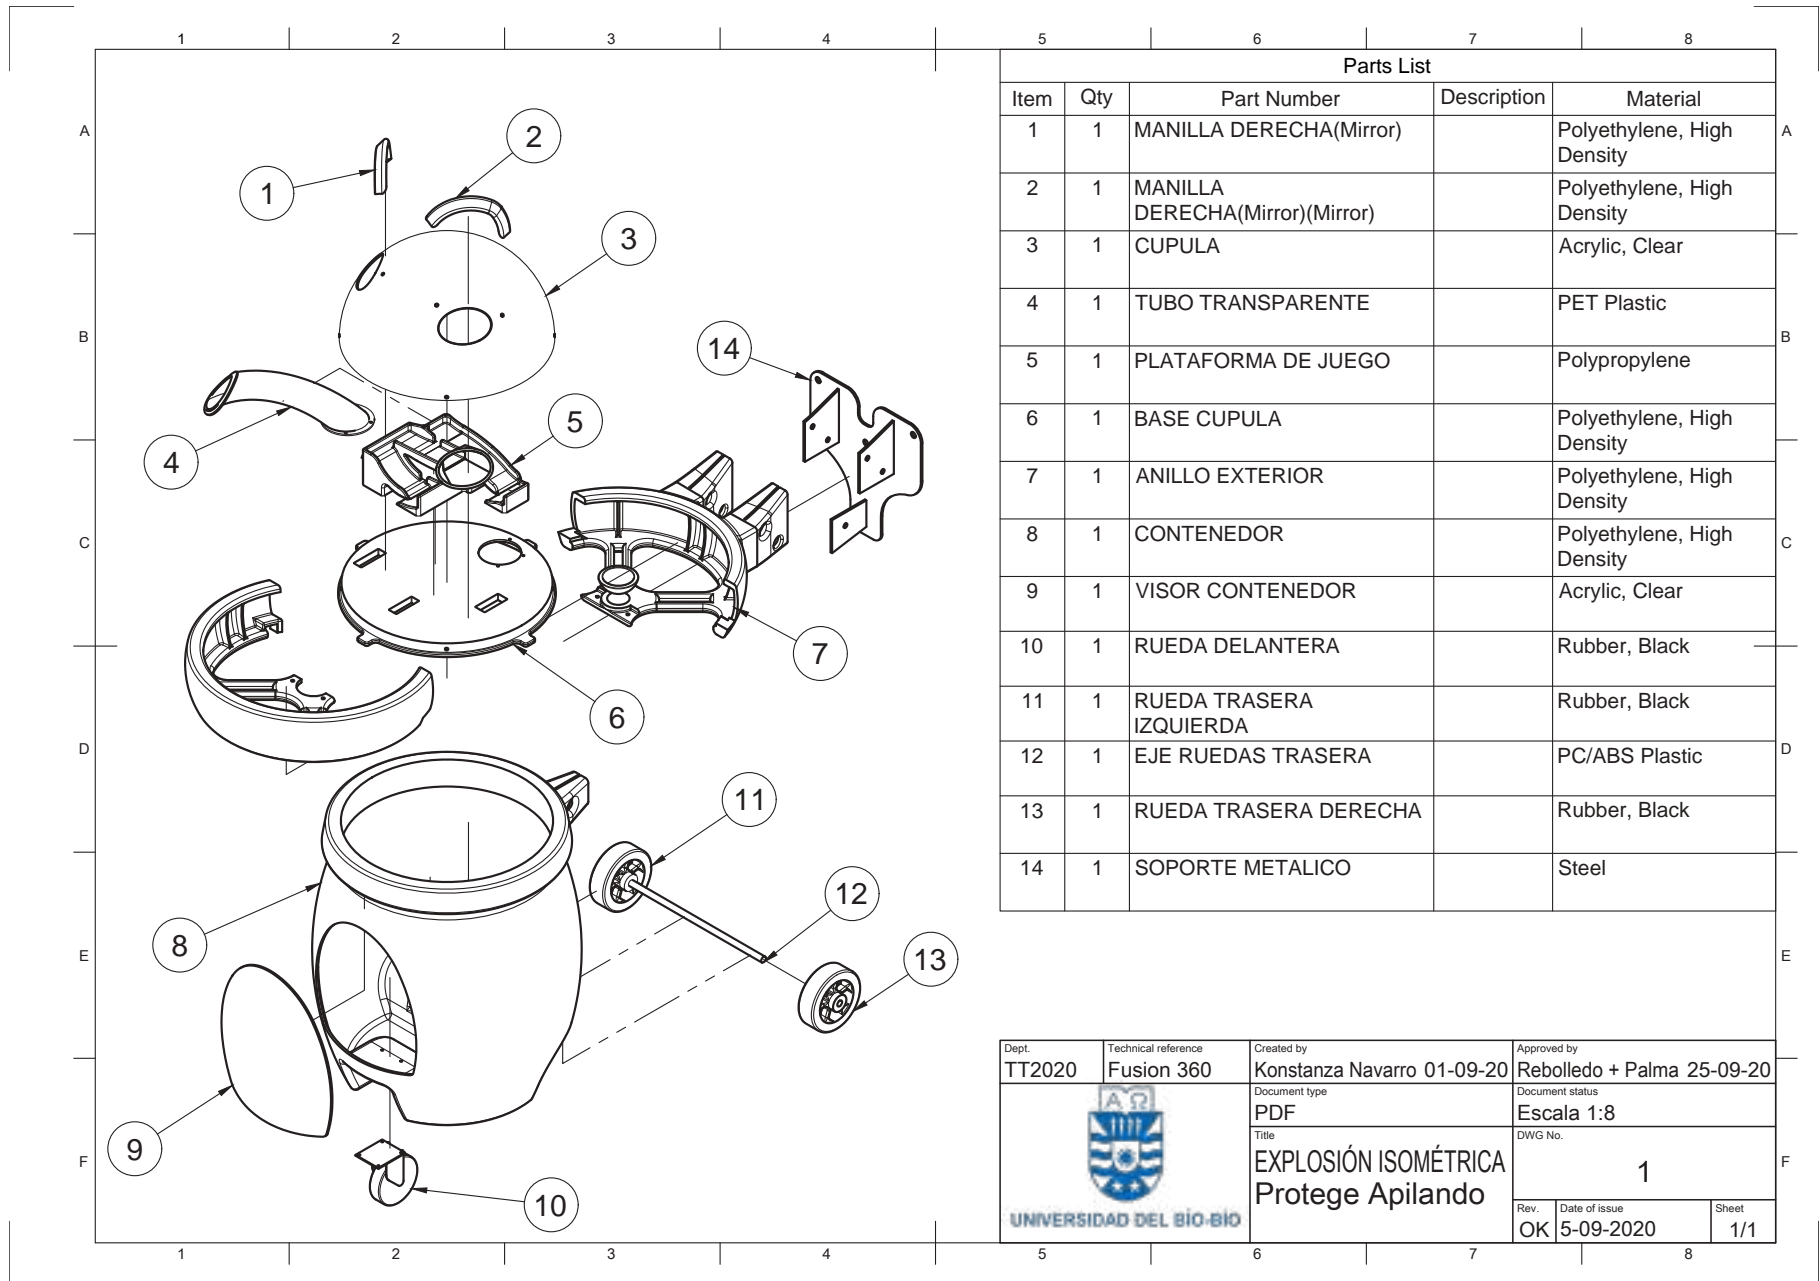 1 2 3 4 5 6 7 8
Parts List
Item Qty Part Number Description Material
1 1 MANILLA DERECHA(Mirror) Polyethylene, High
Density
2 1 MANILLA Polyethylene, High
DERECHA(Mirror)(Mirror) Density
3 1 CUPULA Acrylic, Clear
4 1 TUBO TRANSPARENTE PET Plastic
5 1 PLATAFORMA DE JUEGO Polypropylene
6 1 BASE CUPULA Polyethylene, High
Density
7 1 ANILLO EXTERIOR Polyethylene, High
Density
8 1 CONTENEDOR Polyethylene, High
Density
9 1 VISOR CONTENEDOR Acrylic, Clear
10 1 RUEDA DELANTERA Rubber, Black
11 1 RUEDA TRASERA Rubber, Black
IZQUIERDA
12 1 EJE RUEDAS TRASERA PC/ABS Plastic
13 1 RUEDA TRASERA DERECHA Rubber, Black
14 1 SOPORTE METALICO Steel
A
B
C
D
E
F
A
B
C
D
E
F
2
1
3
14
5
4
7
6
11
12
8
13
9
10
Dept. Technical reference Created by Approved by
TT2020 Fusion 360 Konstanza Navarro 01-09-20 Rebolledo + Palma 25-09-20
Document type Document status
PDF Escala 1:8
Title DWG No.
EXPLOSIÓN ISOMÉTRICA
Protege Apilando
1
Rev. Date of issue Sheet
OK 5-09-2020 1/1
A Ω
UNIVERSIDAD DEL BÍO-BÍO
1 2 3 4 5 6 7 8